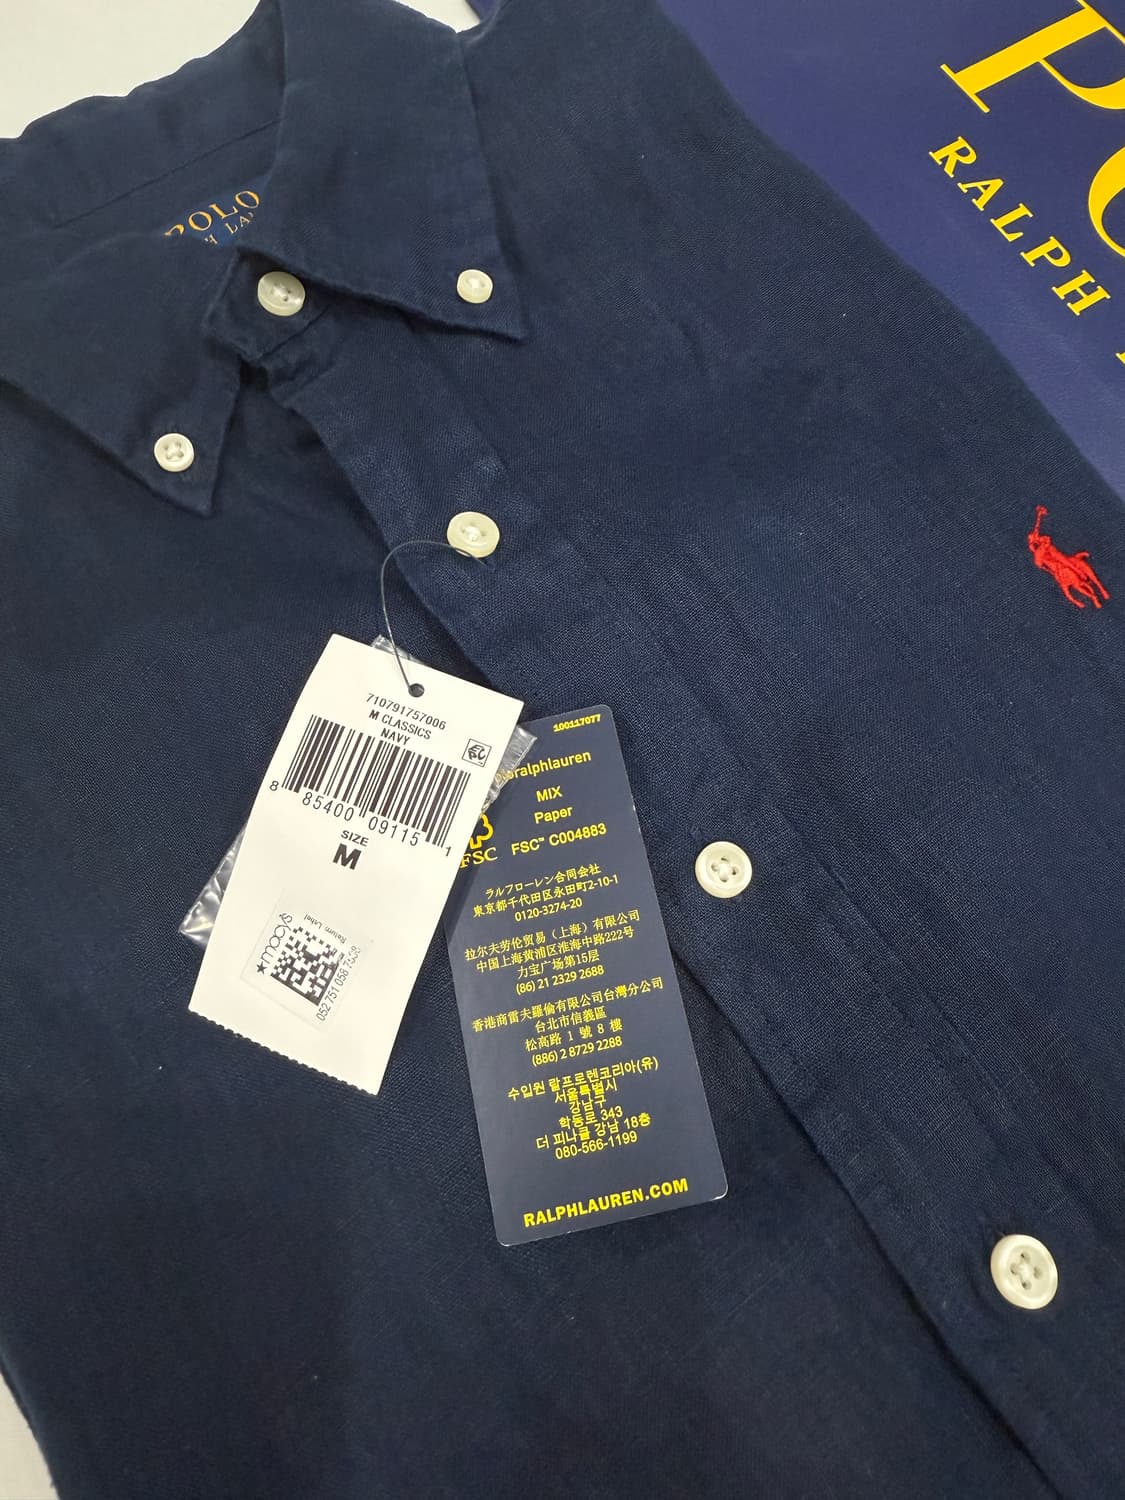 POLO
RALPH
POLO
710791757006
M CLASSICS
NAVY
8 85400 09115 1
SIZE
M
★macys
Return Label
052 751 058 7538
100117077
ralphlauren
MIX
Paper
FSC™ C004883
FSC
ラルフローレン合同会社
東京都千代田区永田町2-10-1
0120-3274-20
拉尔夫劳伦贸易（上海）有限公司
中国上海黄浦区淮海中路222号
力宝广场第15层
(86) 21 2329 2688
香港商雷夫羅倫有限公司台灣分公司
台北市信義區
松高路 1 號 8 樓
(886) 2 8729 2288
수입원 랄프로렌코리아(유)
서울특별시
강남구
학동로 343
더 피나클 강남 18층
080-566-1199
RALPHLAUREN.COM